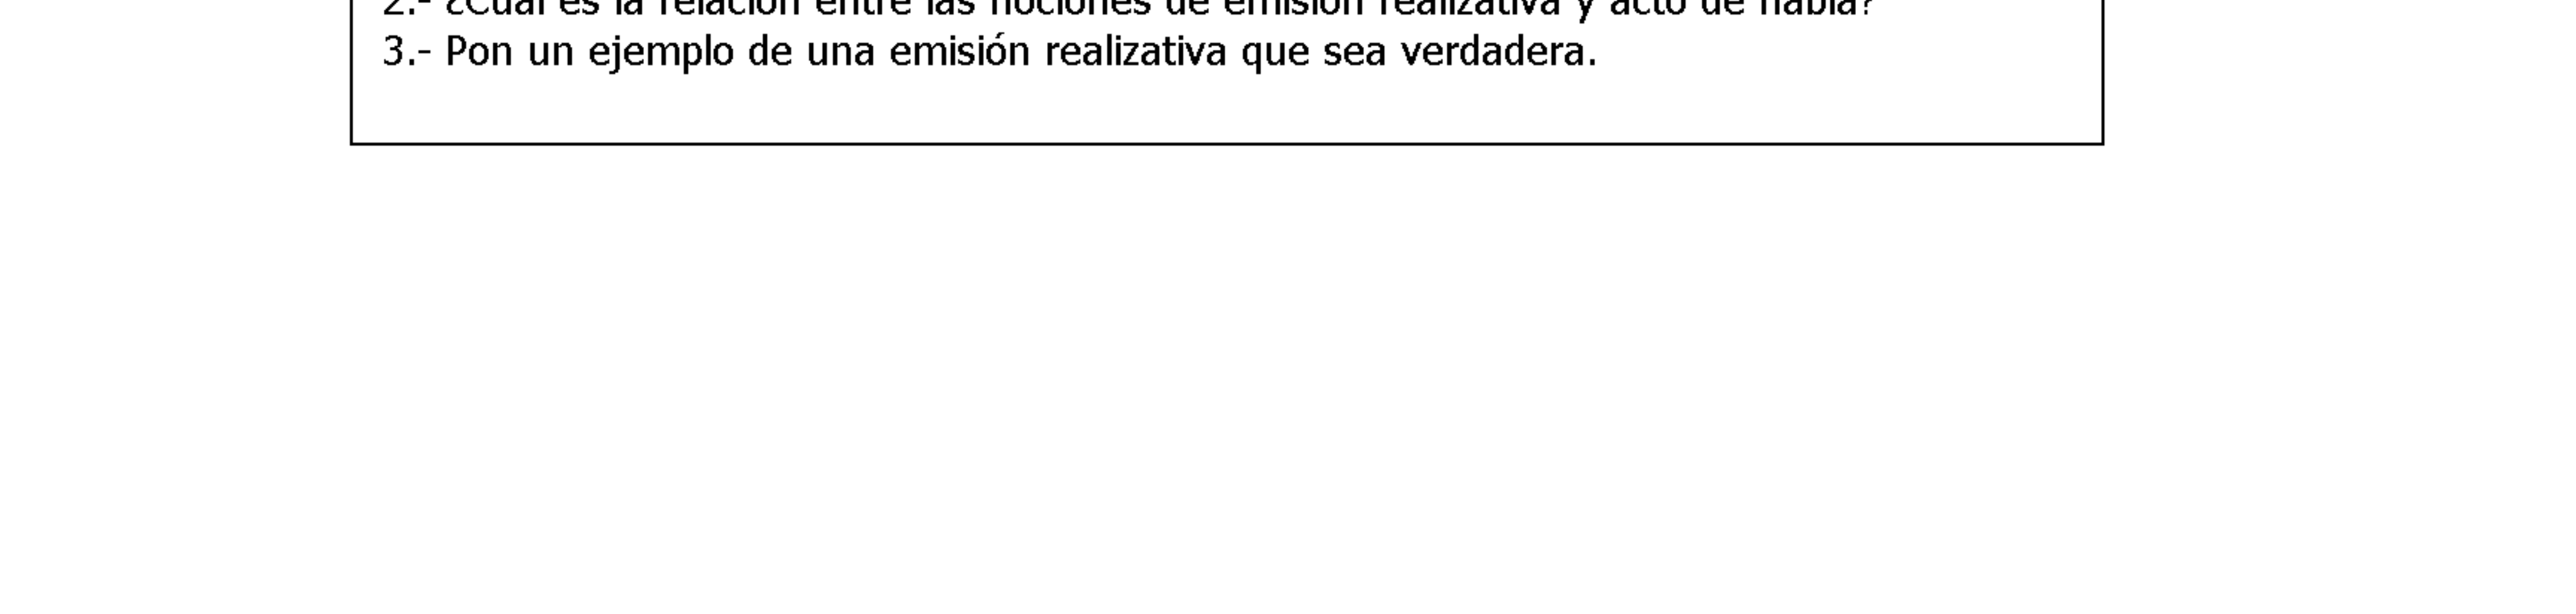 2.- ¿Cuál es la relación entre las nociones de emisión realizativa y acto de habla?
3.- Pon un ejemplo de una emisión realizativa que sea verdadera.